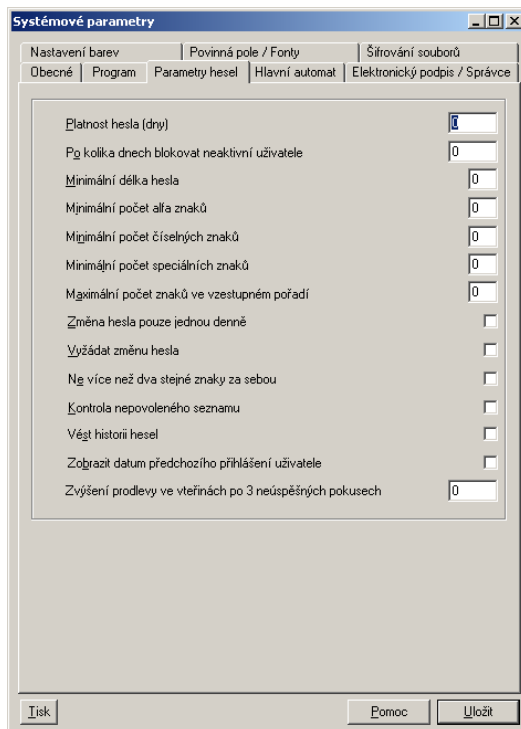 Systémové parametry
Nastavení barev Povinná pole / Fonty Šifrování souborů
Obecné Program Parametry hesel Hlavní automat Elektronický podpis / Správce
Platnost hesla (dny) 0
Po kolika dnech blokovat neaktivní uživatele 0
Minimální délka hesla 0
Minimální počet alfa znaků 0
Minimální počet číselných znaků 0
Minimální počet speciálních znaků 0
Maximální počet znaků ve vzestupném pořadí 0
Změna hesla pouze jednou denně
Vyžádat změnu hesla
Ne více než dva stejné znaky za sebou
Kontrola nepovoleného seznamu
Vést historii hesel
Zobrazit datum předchozího přihlášení uživatele
Zvýšení prodlevy ve vteřinách po 3 neúspěšných pokusech 0
Tisk Pomoc Uložit